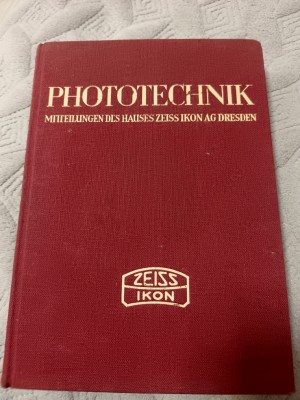 PHOTOTECHNIK
MITTEILUNGEN DES HAUSES ZEISS IKON AG DRESDEN
ZEISS
IKON